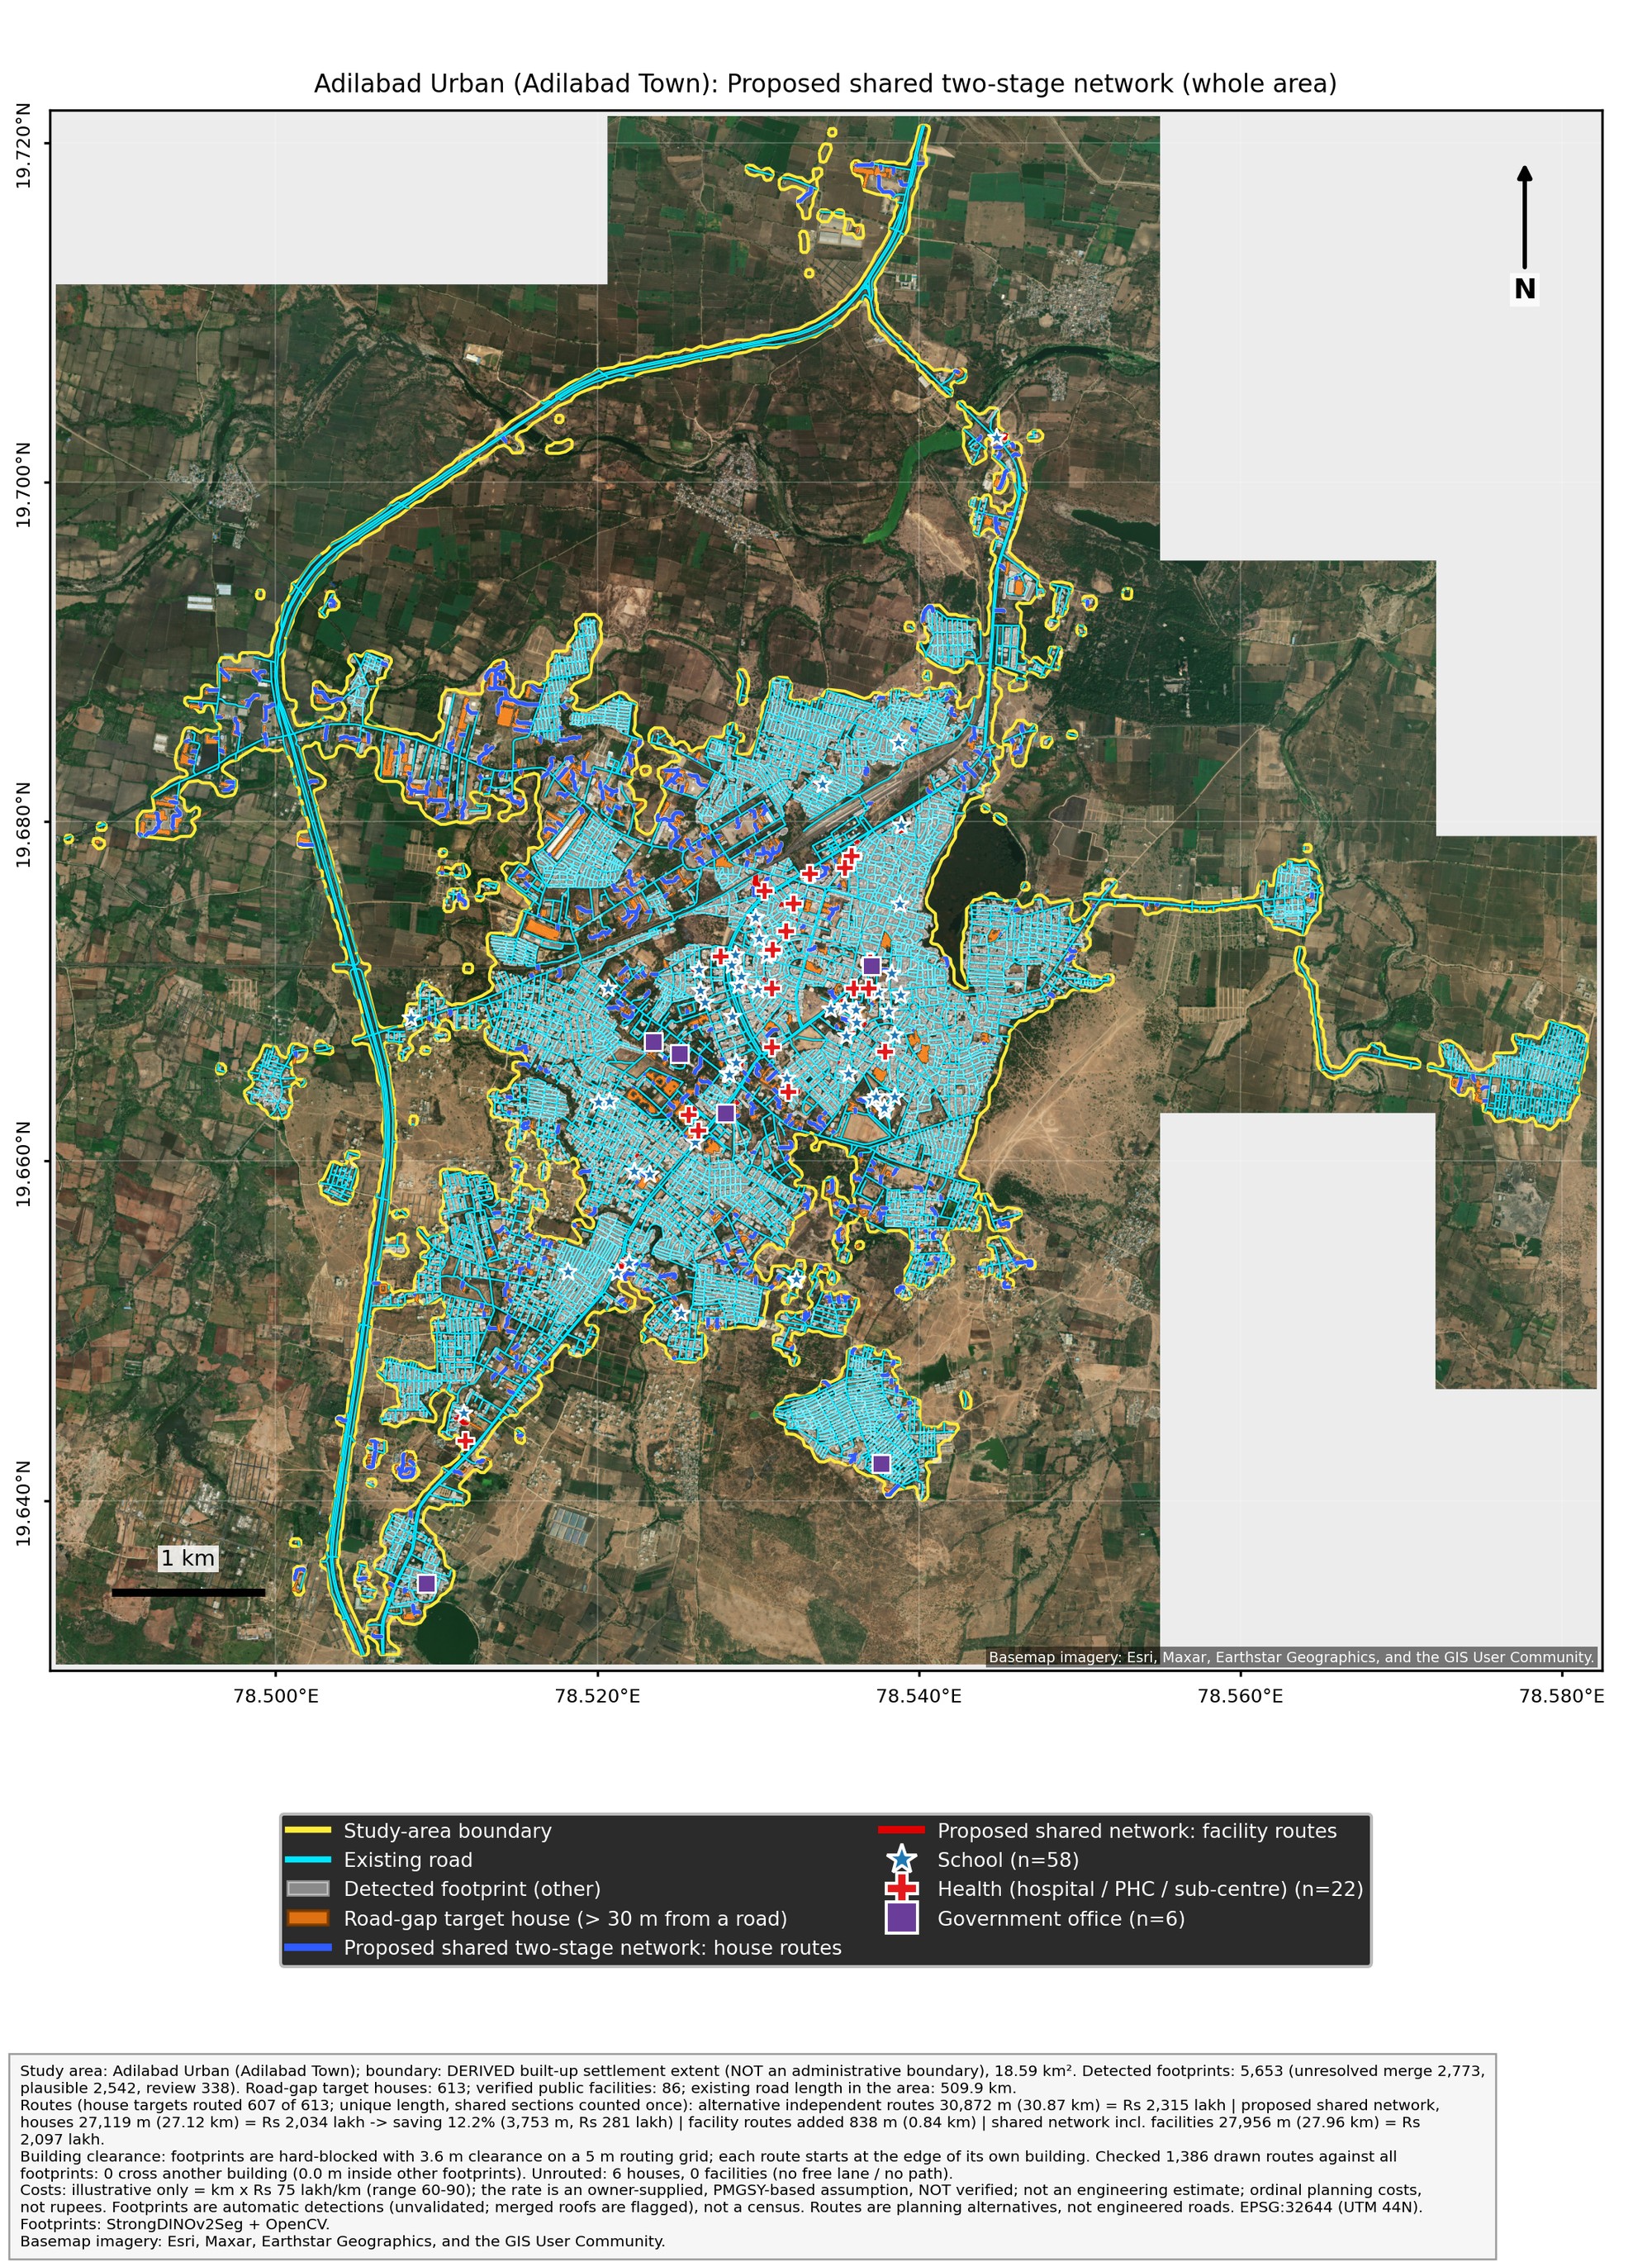 Adilabad Urban (Adilabad Town): Proposed shared two-stage network (whole area)
19.720°N
19.700°N
19.680°N
19.660°N
19.640°N
N
1 km
Basemap imagery: Esri, Maxar, Earthstar Geographics, and the GIS User Community.
78.500°E
78.520°E
78.540°E
78.560°E
78.580°E
Study-area boundary
Existing road
Detected footprint (other)
Road-gap target house (> 30 m from a road)
Proposed shared two-stage network: house routes
Proposed shared network: facility routes
School (n=58)
Health (hospital / PHC / sub-centre) (n=22)
Government office (n=6)
Study area: Adilabad Urban (Adilabad Town); boundary: DERIVED built-up settlement extent (NOT an administrative boundary), 18.59 km². Detected footprints: 5,653 (unresolved merge 2,773,
plausible 2,542, review 338). Road-gap target houses: 613; verified public facilities: 86; existing road length in the area: 509.9 km.
Routes (house targets routed 607 of 613; unique length, shared sections counted once): alternative independent routes 30,872 m (30.87 km) = Rs 2,315 lakh | proposed shared network,
houses 27,119 m (27.12 km) = Rs 2,034 lakh -> saving 12.2% (3,753 m, Rs 281 lakh) | facility routes added 838 m (0.84 km) | shared network incl. facilities 27,956 m (27.96 km) = Rs
2,097 lakh.
Building clearance: footprints are hard-blocked with 3.6 m clearance on a 5 m routing grid; each route starts at the edge of its own building. Checked 1,386 drawn routes against all
footprints: 0 cross another building (0.0 m inside other footprints). Unrouted: 6 houses, 0 facilities (no free lane / no path).
Costs: illustrative only = km x Rs 75 lakh/km (range 60-90); the rate is an owner-supplied, PMGSY-based assumption, NOT verified; not an engineering estimate; ordinal planning costs,
not rupees. Footprints are automatic detections (unvalidated; merged roofs are flagged), not a census. Routes are planning alternatives, not engineered roads. EPSG:32644 (UTM 44N).
Footprints: StrongDINOv2Seg + OpenCV.
Basemap imagery: Esri, Maxar, Earthstar Geographics, and the GIS User Community.